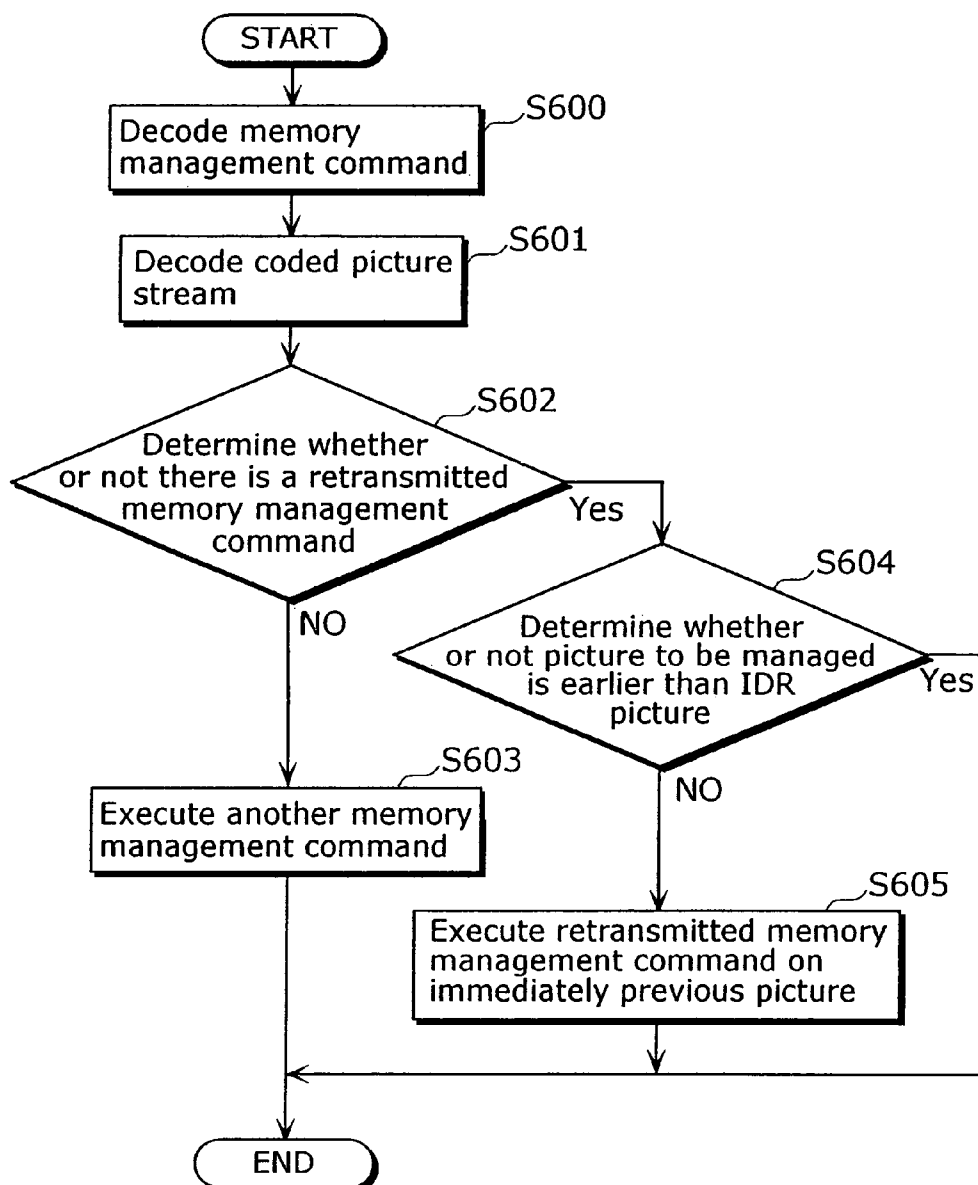 START
S600
Decode memory
management command
S601
Decode coded picture
stream
S602
Determine whether
or not there is a retransmitted
memory management
command
Yes
NO
S604
Determine whether
or not picture to be managed
is earlier than IDR
picture
Yes
NO
S603
Execute another memory
management command
S605
Execute retransmitted memory
management command on
immediately previous picture
END